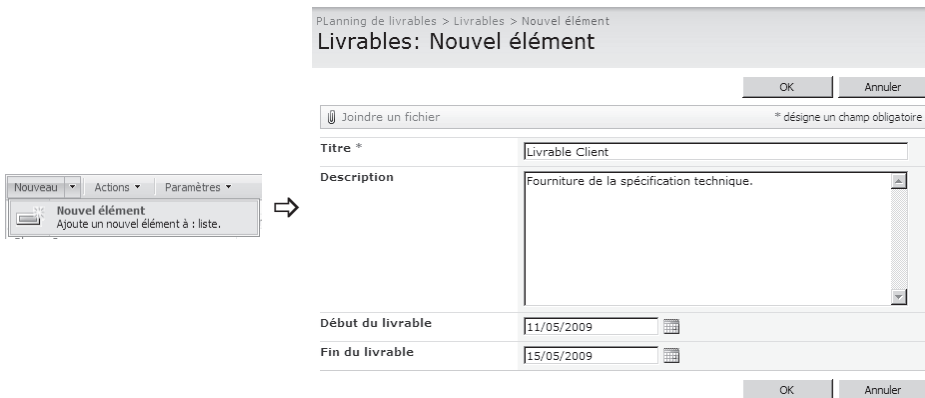 Nouveau Actions Paramètres
Nouvel élément
Ajoute un nouvel élément à : liste.
PLanning de livrables > Livrables > Nouvel élément
Livrables: Nouvel élément
OK Annuler
Joindre un fichier * désigne un champ obligatoire
Titre * Livrable Client
Description Fourniture de la spécification technique.
Début du livrable 11/05/2009
Fin du livrable 15/05/2009
OK Annuler